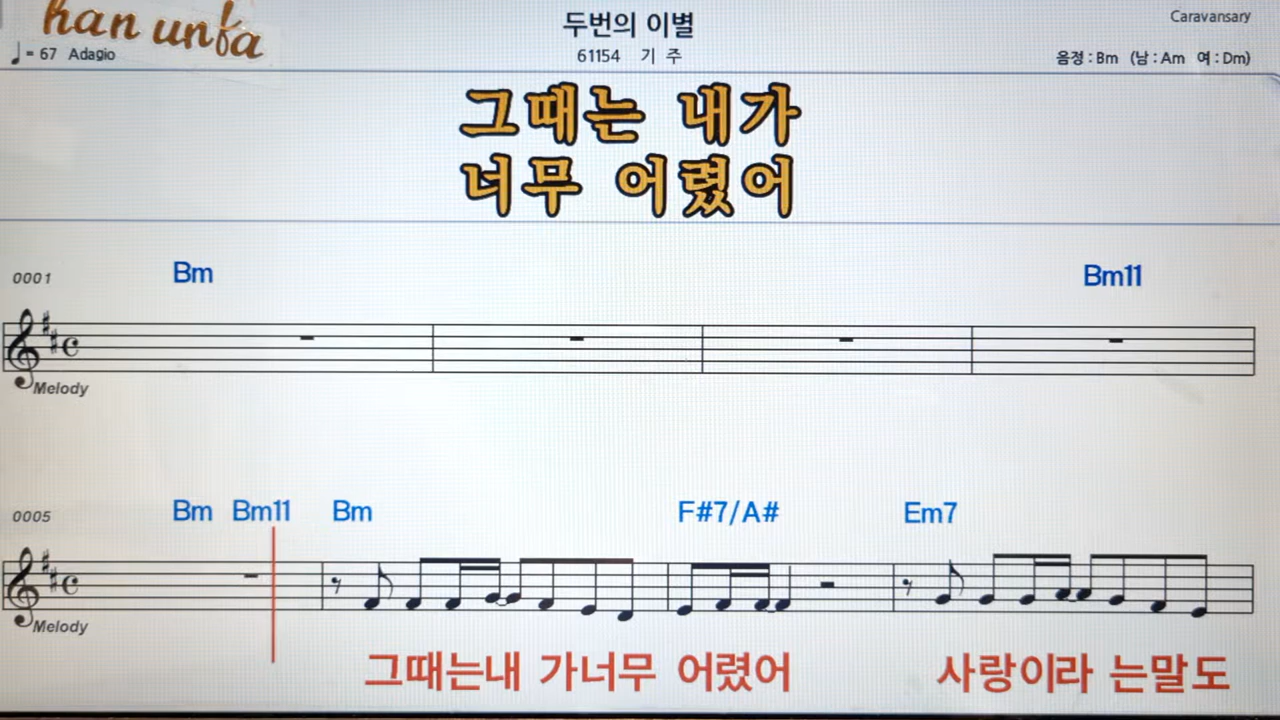 han unfa
두번의 이별
Caravansary
♩= 67 Adagio
61154 기 주
음정 : Bm (남 : Am 여 : Dm)
그때는 내가
너무 어렸어
0001 Bm Bm11
Melody
0005 Bm Bm11 Bm F#7/A# Em7
Melody
그때는내 가너무 어렸어 사랑이라 는말도